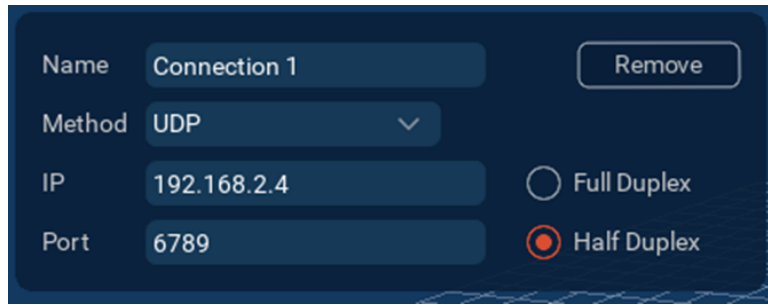 Name Connection 1 Remove
Method UDP
IP 192.168.2.4 Full Duplex
Port 6789 Half Duplex